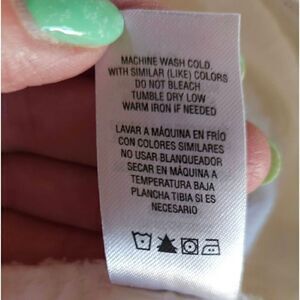 MACHINE WASH COLD,
WITH SIMILAR (LIKE) COLORS
DO NOT BLEACH
TUMBLE DRY LOW
WARM IRON IF NEEDED
LAVAR A MÁQUINA EN FRÍO
CON COLORES SIMILARES
NO USAR BLANQUEADOR
SECAR EN MÁQUINA A
TEMPERATURA BAJA
PLANCHA TIBIA SI ES
NECESARIO